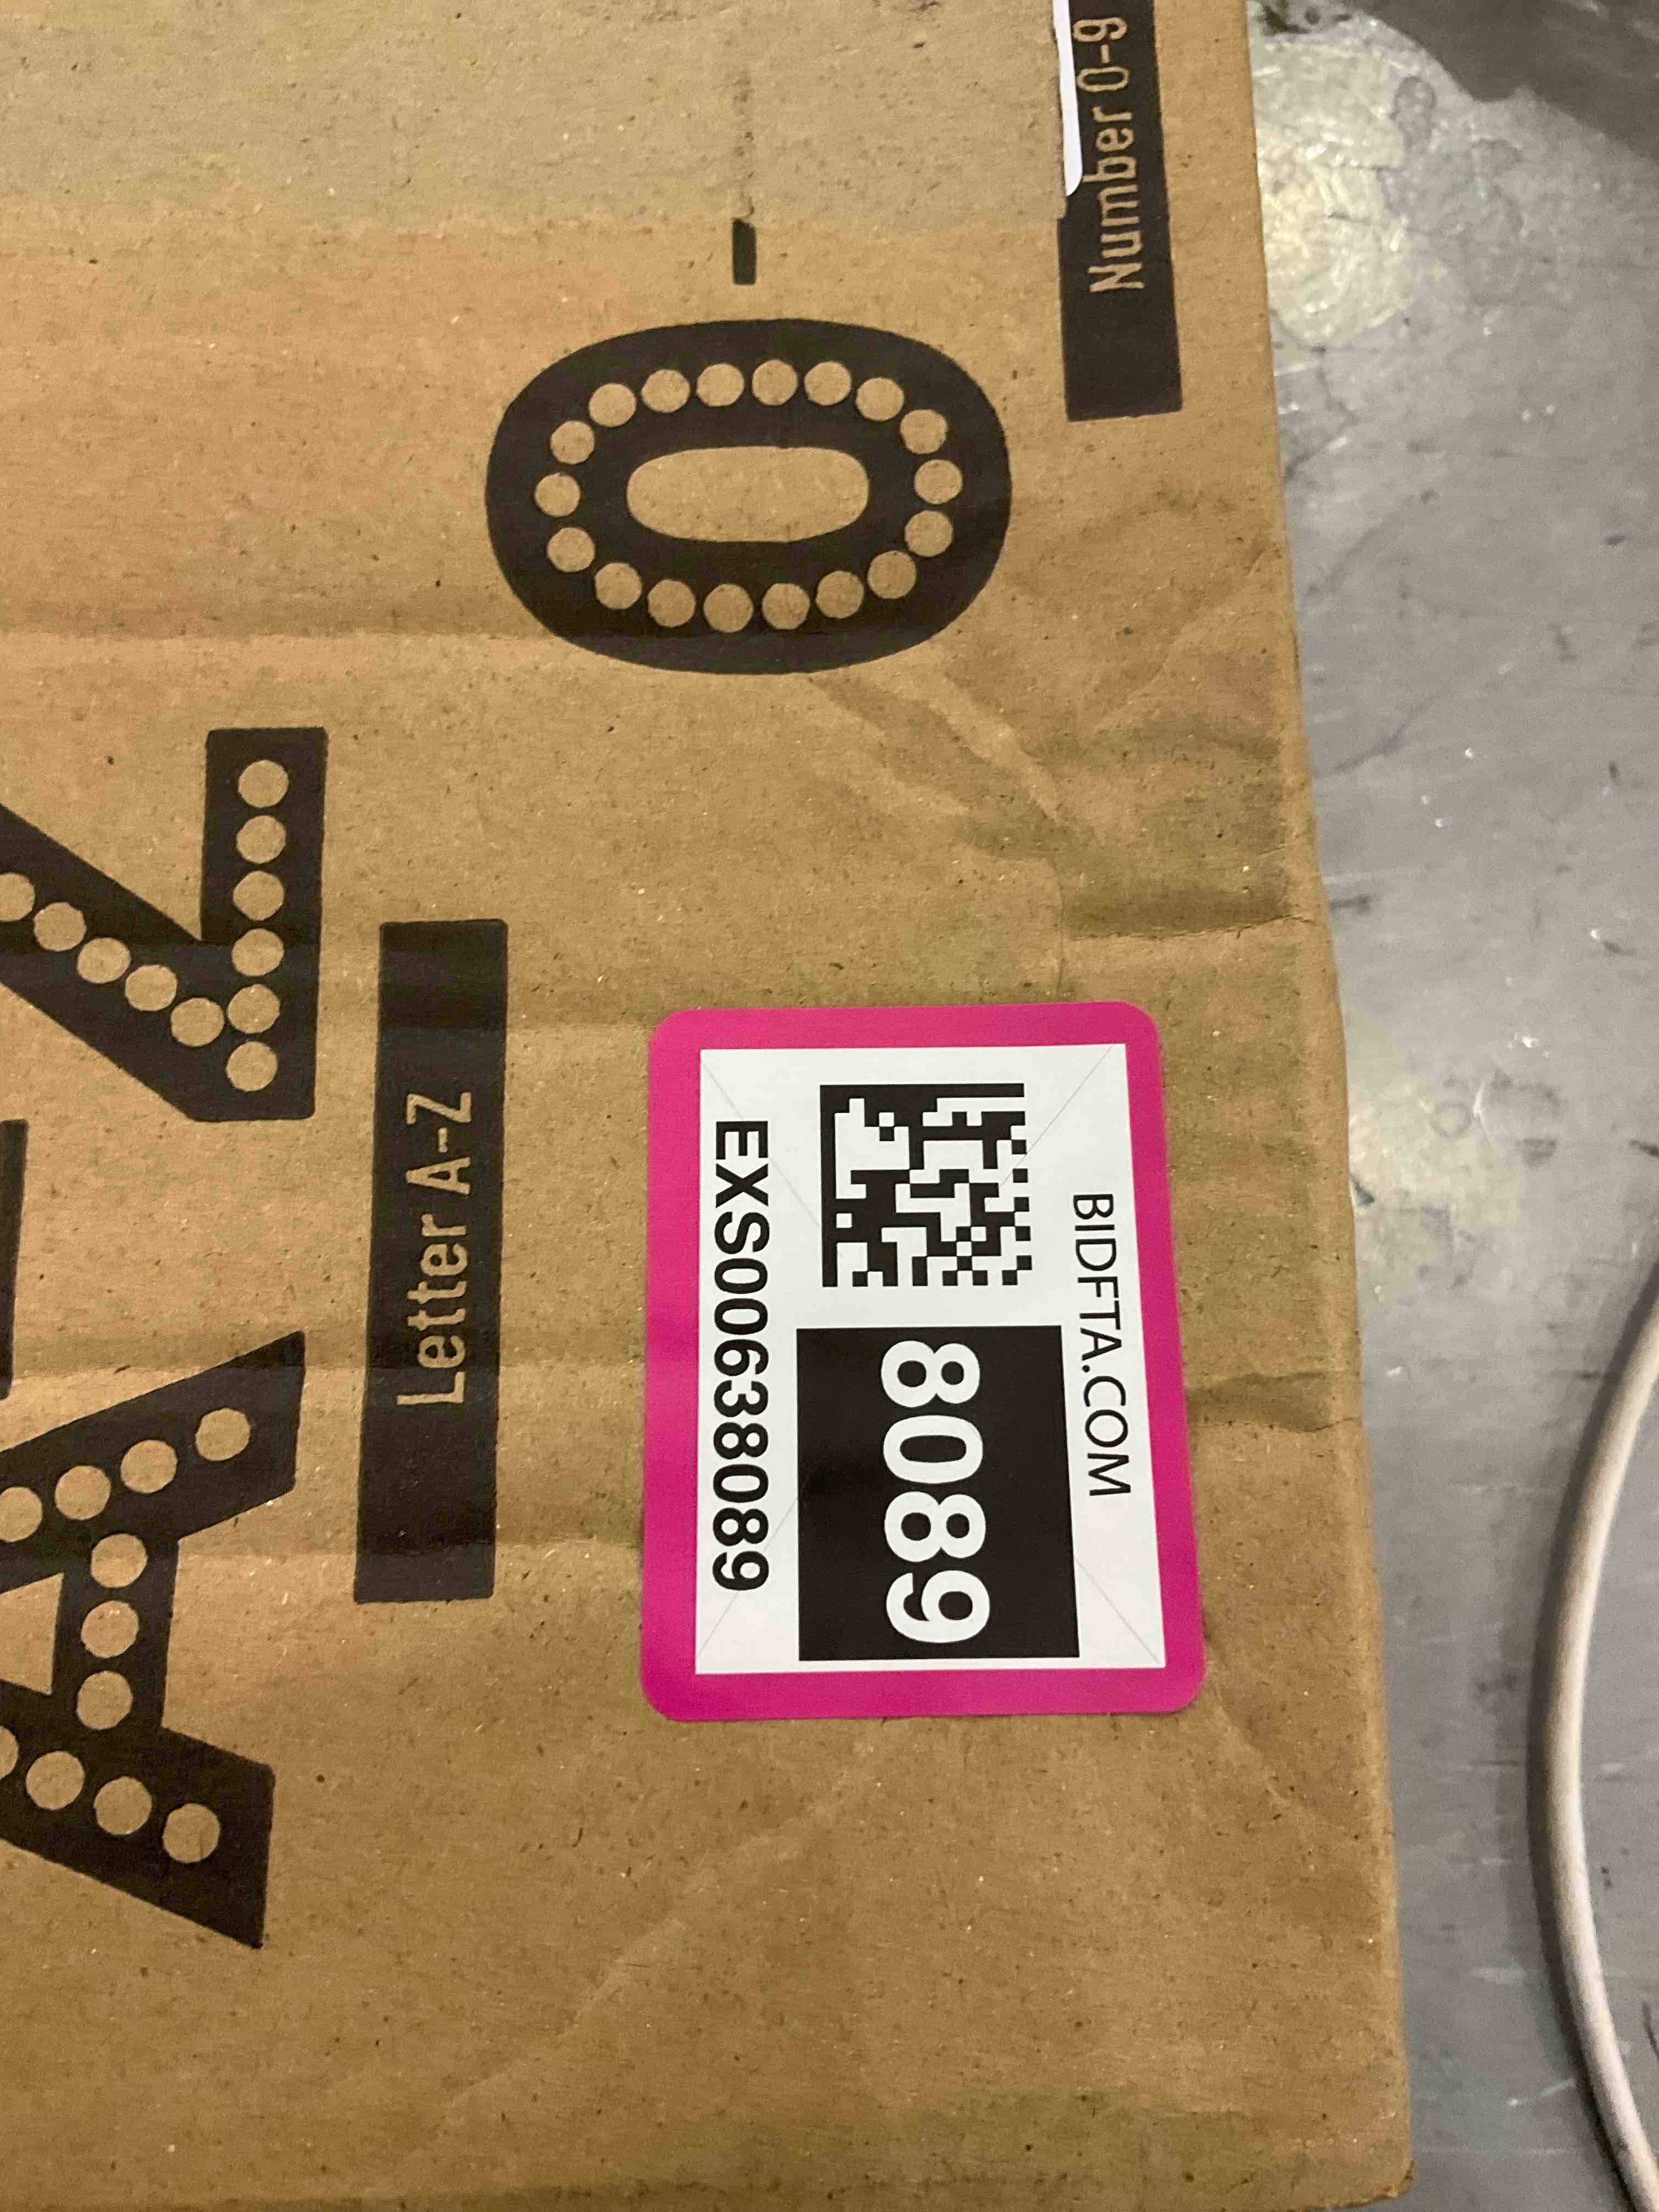 A-Z
Letter A-Z
0-
Number 0-9
BIDFTA.COM
8089
EXS00638089